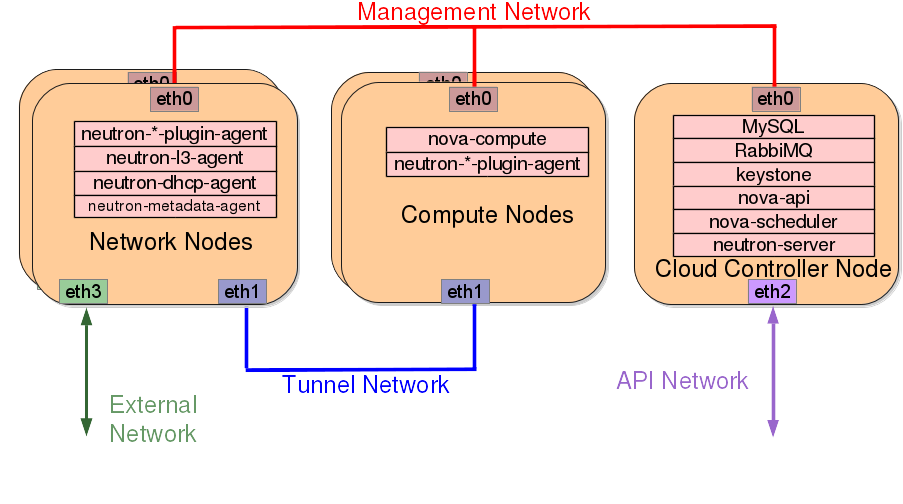 Management Network
eth0
eth0
eth0
eth0
eth0
neutron-*-plugin-agent
neutron-l3-agent
neutron-dhcp-agent
neutron-metadata-agent
Network Nodes
eth3
eth1
nova-compute
neutron-*-plugin-agent
Compute Nodes
eth1
MySQL
RabbiMQ
keystone
nova-api
nova-scheduler
neutron-server
Cloud Controller Node
eth2
Tunnel Network
API Network
External
Network